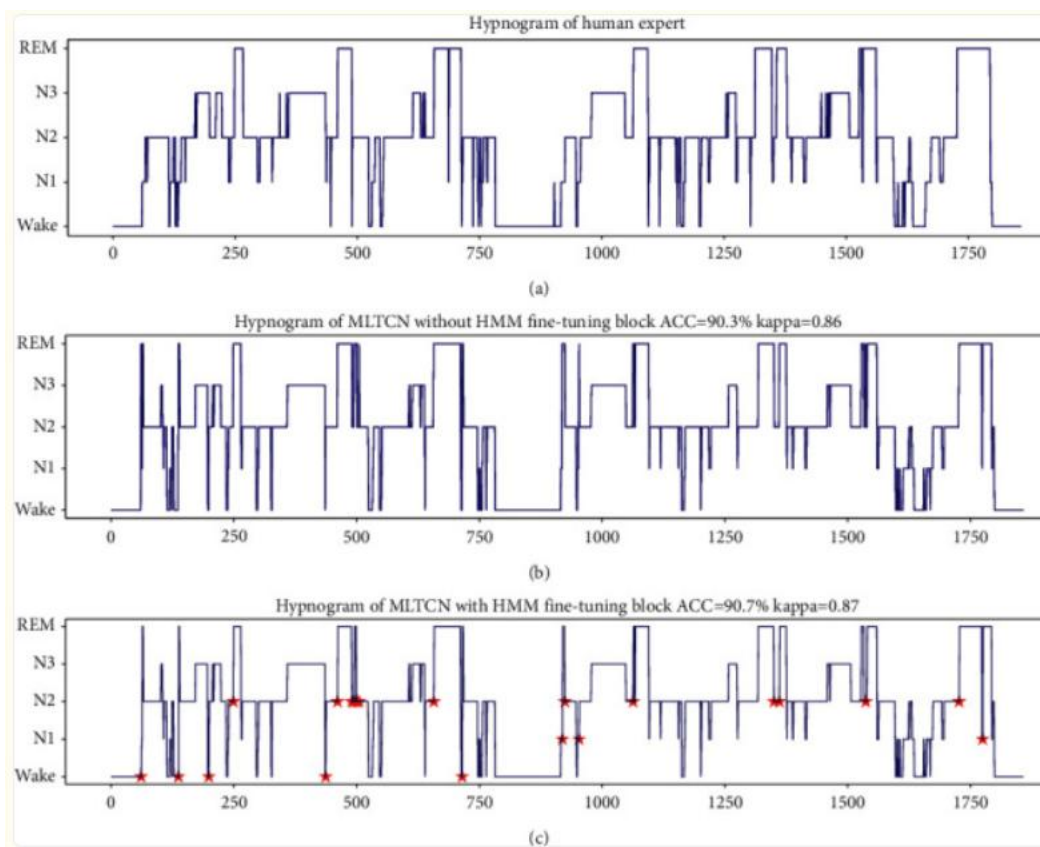 Hypnogram of human expert
REM
N3
N2
N1
Wake
0 250 500 750 1000 1250 1500 1750
(a)
Hypnogram of MLTCN without HMM fine-tuning block ACC=90.3% kappa=0.86
REM
N3
N2
N1
Wake
0 250 500 750 1000 1250 1500 1750
(b)
Hypnogram of MLTCN with HMM fine-tuning block ACC=90.7% kappa=0.87
REM
N3
N2
N1
Wake
0 250 500 750 1000 1250 1500 1750
(c)